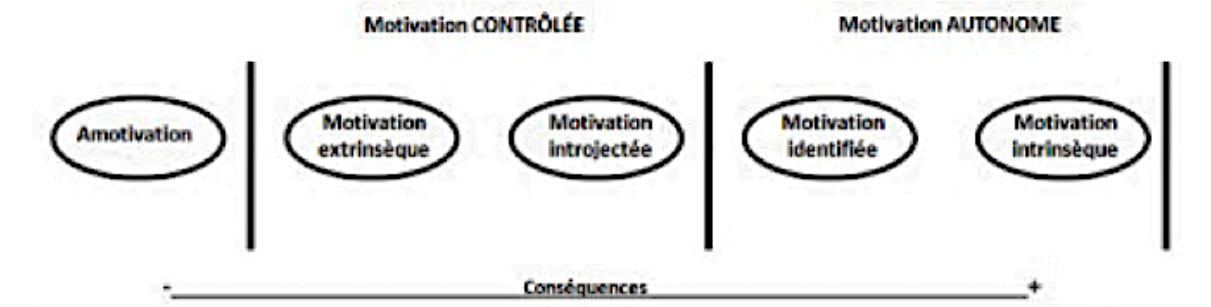 Motivation CONTRÔLÉE
Motivation AUTONOME
Amotivation
Motivation
extrinsèque
Motivation
introjectée
Motivation
identifiée
Motivation
intrinsèque
- Conséquences +